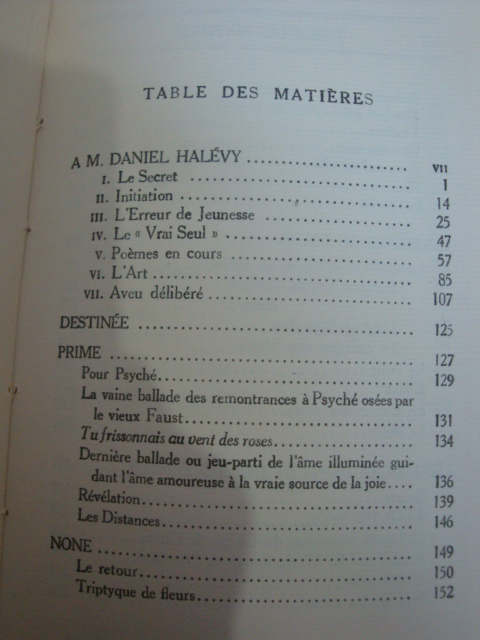 TABLE DES MATIÈRES
A M. DANIEL HALÉVY ........................ VII
I. Le Secret ........................ 1
II. Initiation ........................ 14
III. L'Erreur de Jeunesse ........................ 25
IV. Le « Vrai Seul » ........................ 47
V. Poèmes en cours ........................ 57
VI. L'Art ........................ 85
VII. Aveu délibéré ........................ 107
DESTINÉE ........................ 125
PRIME ........................ 127
Pour Psyché ........................ 129
La vaine ballade des remontrances à Psyché osées par
le vieux Faust ........................ 131
Tu frissonnais au vent des roses ........................ 134
Dernière ballade ou jeu-parti de l'âme illuminée gui-
dant l'âme amoureuse à la vraie source de la joie .... 136
Révélation ........................ 139
Les Distances ........................ 146
NONE ........................ 149
Le retour ........................ 150
Triptyque de fleurs ........................ 152